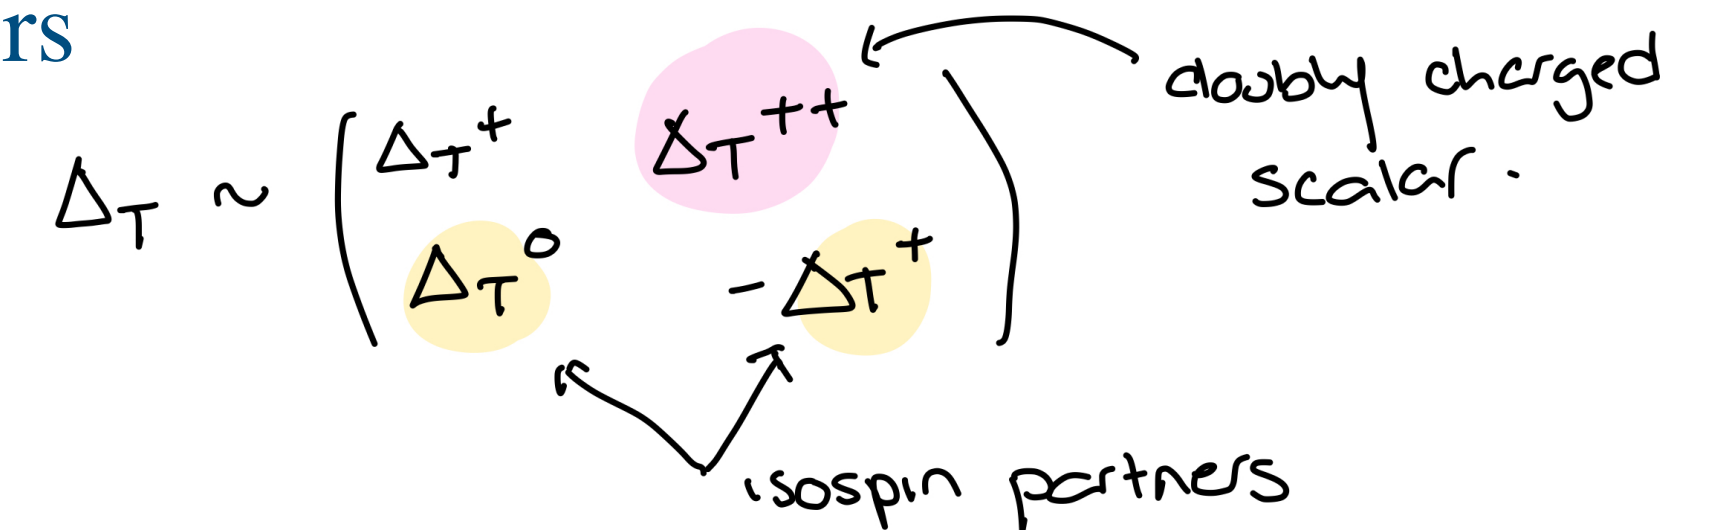 rs
doubly charged
scalar.
Δ_T ~ ( Δ_T^+ Δ_T^{++}
Δ_T^0 -Δ_T^+ )
isospin partners